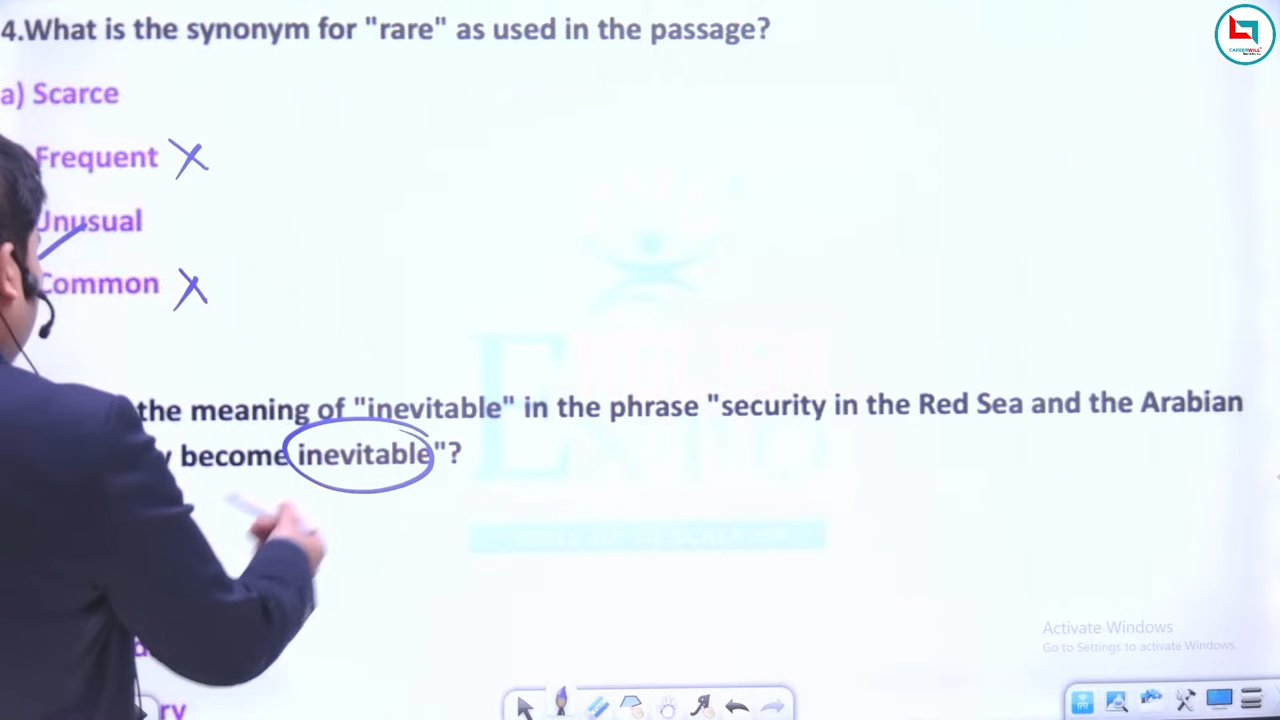 4.What is the synonym for "rare" as used in the passage?
a) Scarce
Frequent
Unusual
Common
the meaning of "inevitable" in the phrase "security in the Red Sea and the Arabian
become inevitable"?
CAREERWILL
Activate Windows
Go to Settings to activate Windows.